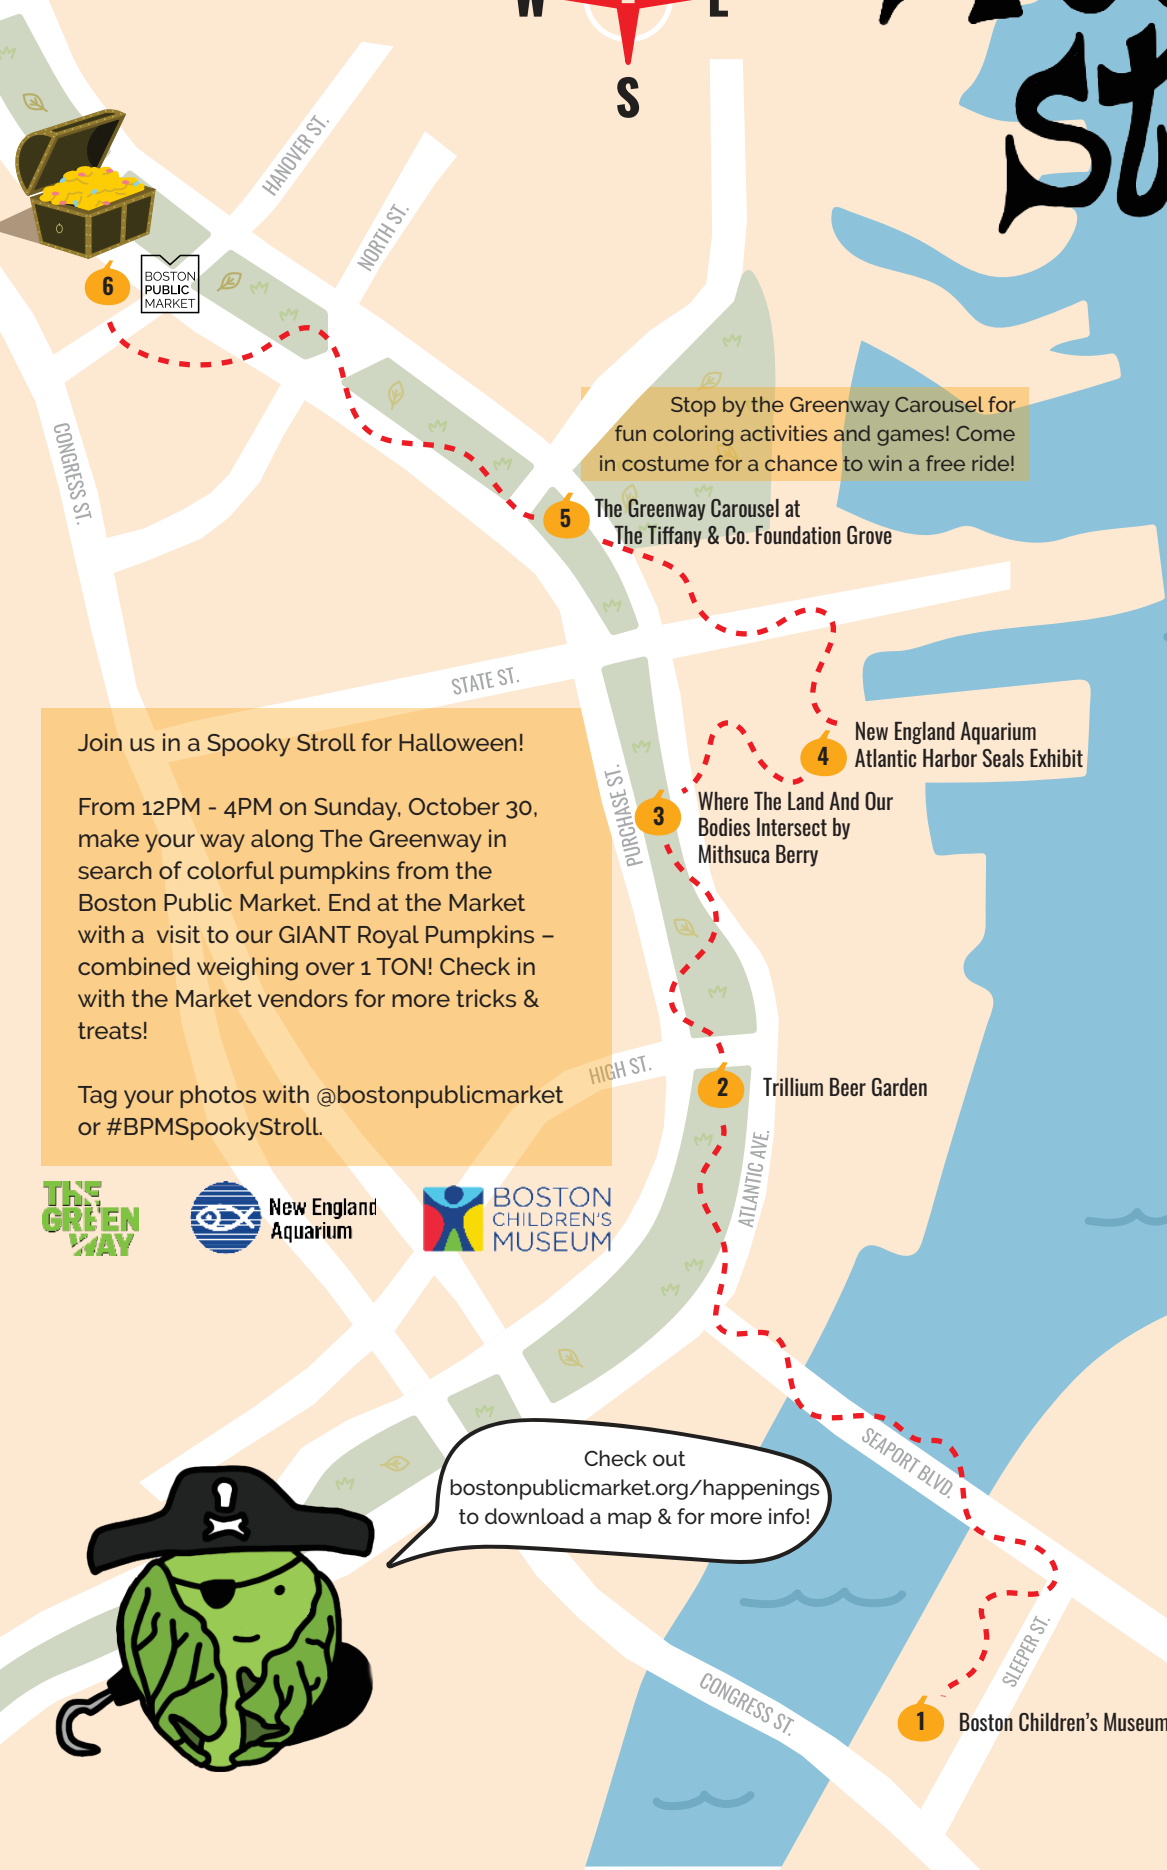 W
E
S
St
HANOVER ST.
NORTH ST.
6
BOSTON
PUBLIC
MARKET
CONGRESS ST.
Stop by the Greenway Carousel for
fun coloring activities and games! Come
in costume for a chance to win a free ride!
5
The Greenway Carousel at
The Tiffany & Co. Foundation Grove
STATE ST.
4
New England Aquarium
Atlantic Harbor Seals Exhibit
PURCHASE ST.
3
Where The Land And Our
Bodies Intersect by
Mithsuca Berry
Join us in a Spooky Stroll for Halloween!
From 12PM - 4PM on Sunday, October 30,
make your way along The Greenway in
search of colorful pumpkins from the
Boston Public Market. End at the Market
with a visit to our GIANT Royal Pumpkins –
combined weighing over 1 TON! Check in
with the Market vendors for more tricks &
treats!
Tag your photos with @bostonpublicmarket
or #BPMSpookyStroll.
HIGH ST.
2
Trillium Beer Garden
ATLANTIC AVE.
THE
GREEN
WAY
New England
Aquarium
BOSTON
CHILDREN'S
MUSEUM
SEAPORT BLVD.
Check out
bostonpublicmarket.org/happenings
to download a map & for more info!
SLEEPER ST.
CONGRESS ST.
1
Boston Children's Museum